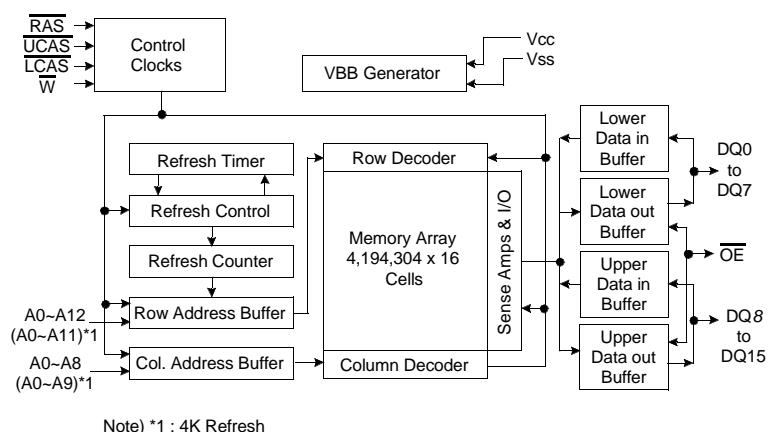 RAS
UCAS
LCAS
W
Control
Clocks
VBB Generator
Vcc
Vss
Refresh Timer
Refresh Control
Refresh Counter
Row Address Buffer
Col. Address Buffer
A0~A12
(A0~A11)*1
A0~A8
(A0~A9)*1
Row Decoder
Memory Array
4,194,304 x 16
Cells
Column Decoder
Sense Amps & I/O
Lower
Data in
Buffer
Lower
Data out
Buffer
Upper
Data in
Buffer
Upper
Data out
Buffer
DQ0
to
DQ7
OE
DQ8
to
DQ15
Note) *1 : 4K Refresh